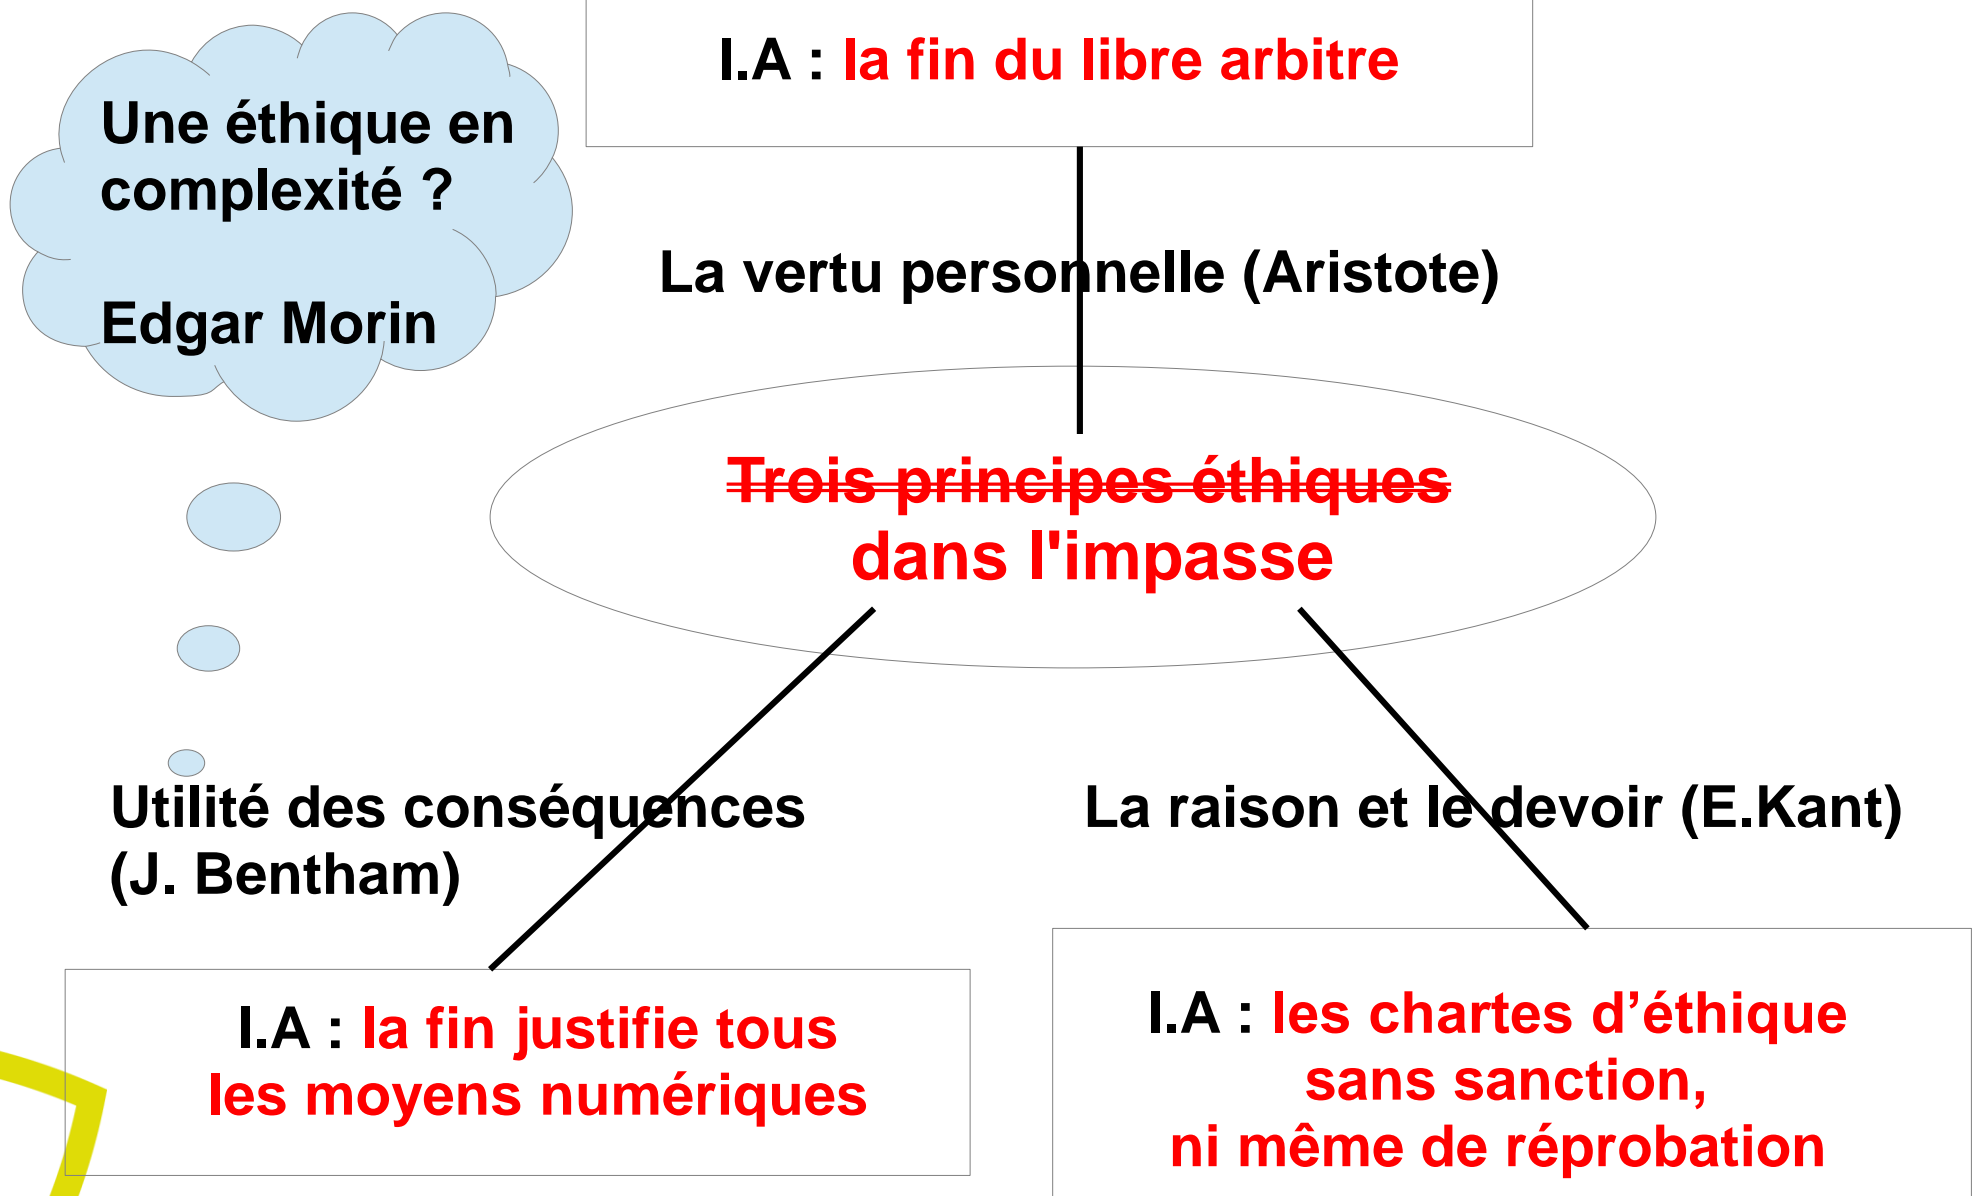 I.A : la fin du libre arbitre
Une éthique en
complexité ?
Edgar Morin
La vertu personnelle (Aristote)
Trois principes éthiques
dans l'impasse
Utilité des conséquences
(J. Bentham)
La raison et le devoir (E.Kant)
I.A : la fin justifie tous
les moyens numériques
I.A : les chartes d’éthique
sans sanction,
ni même de réprobation